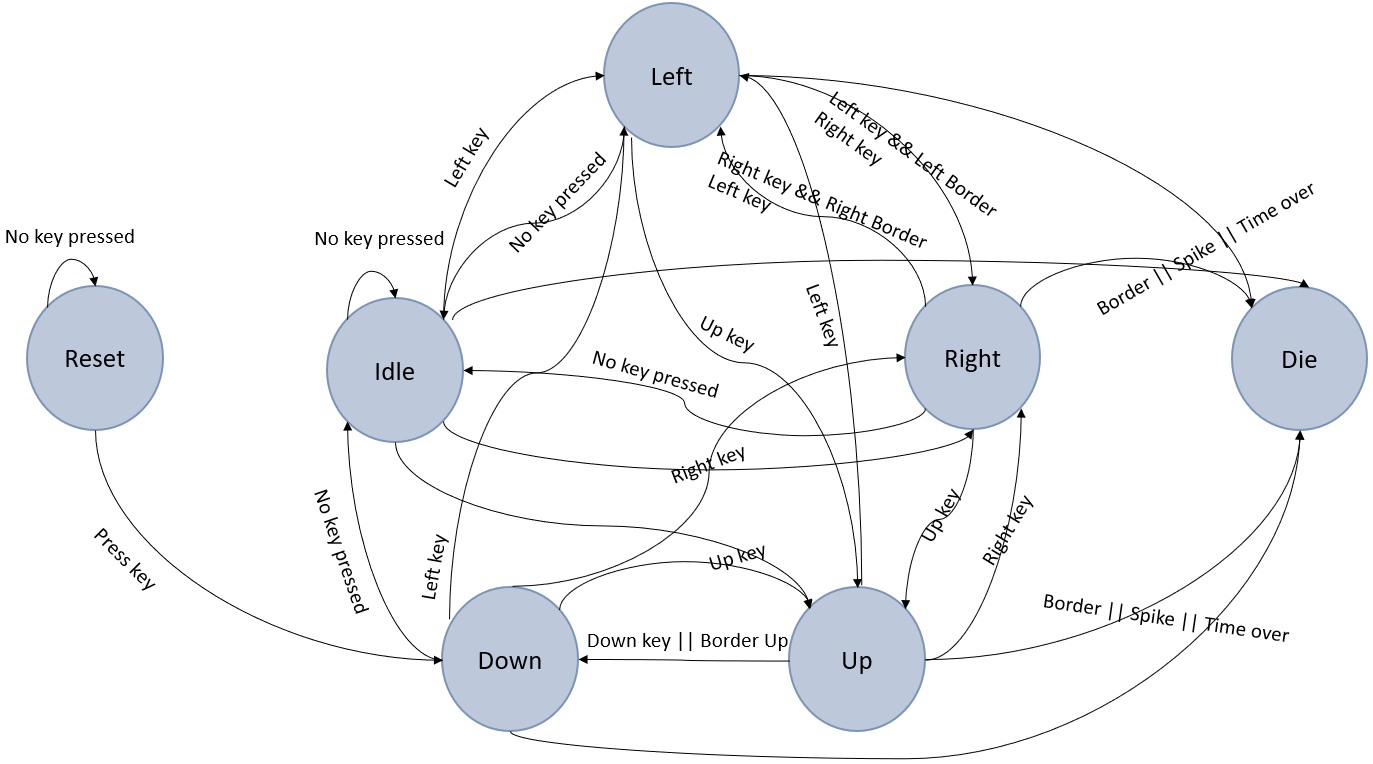 Left
Left key && Left Border
Right key
Left key
No key pressed
Right key && Right Border
Left key
Border || Spike || Time over
No key pressed
No key pressed
Left key
Up key
Reset
Idle
No key pressed
Right
Die
Right key
Up key
Right key
No key pressed
Press key
Left key
Up key
Border || Spike || Time over
Down key || Border Up
Down
Up